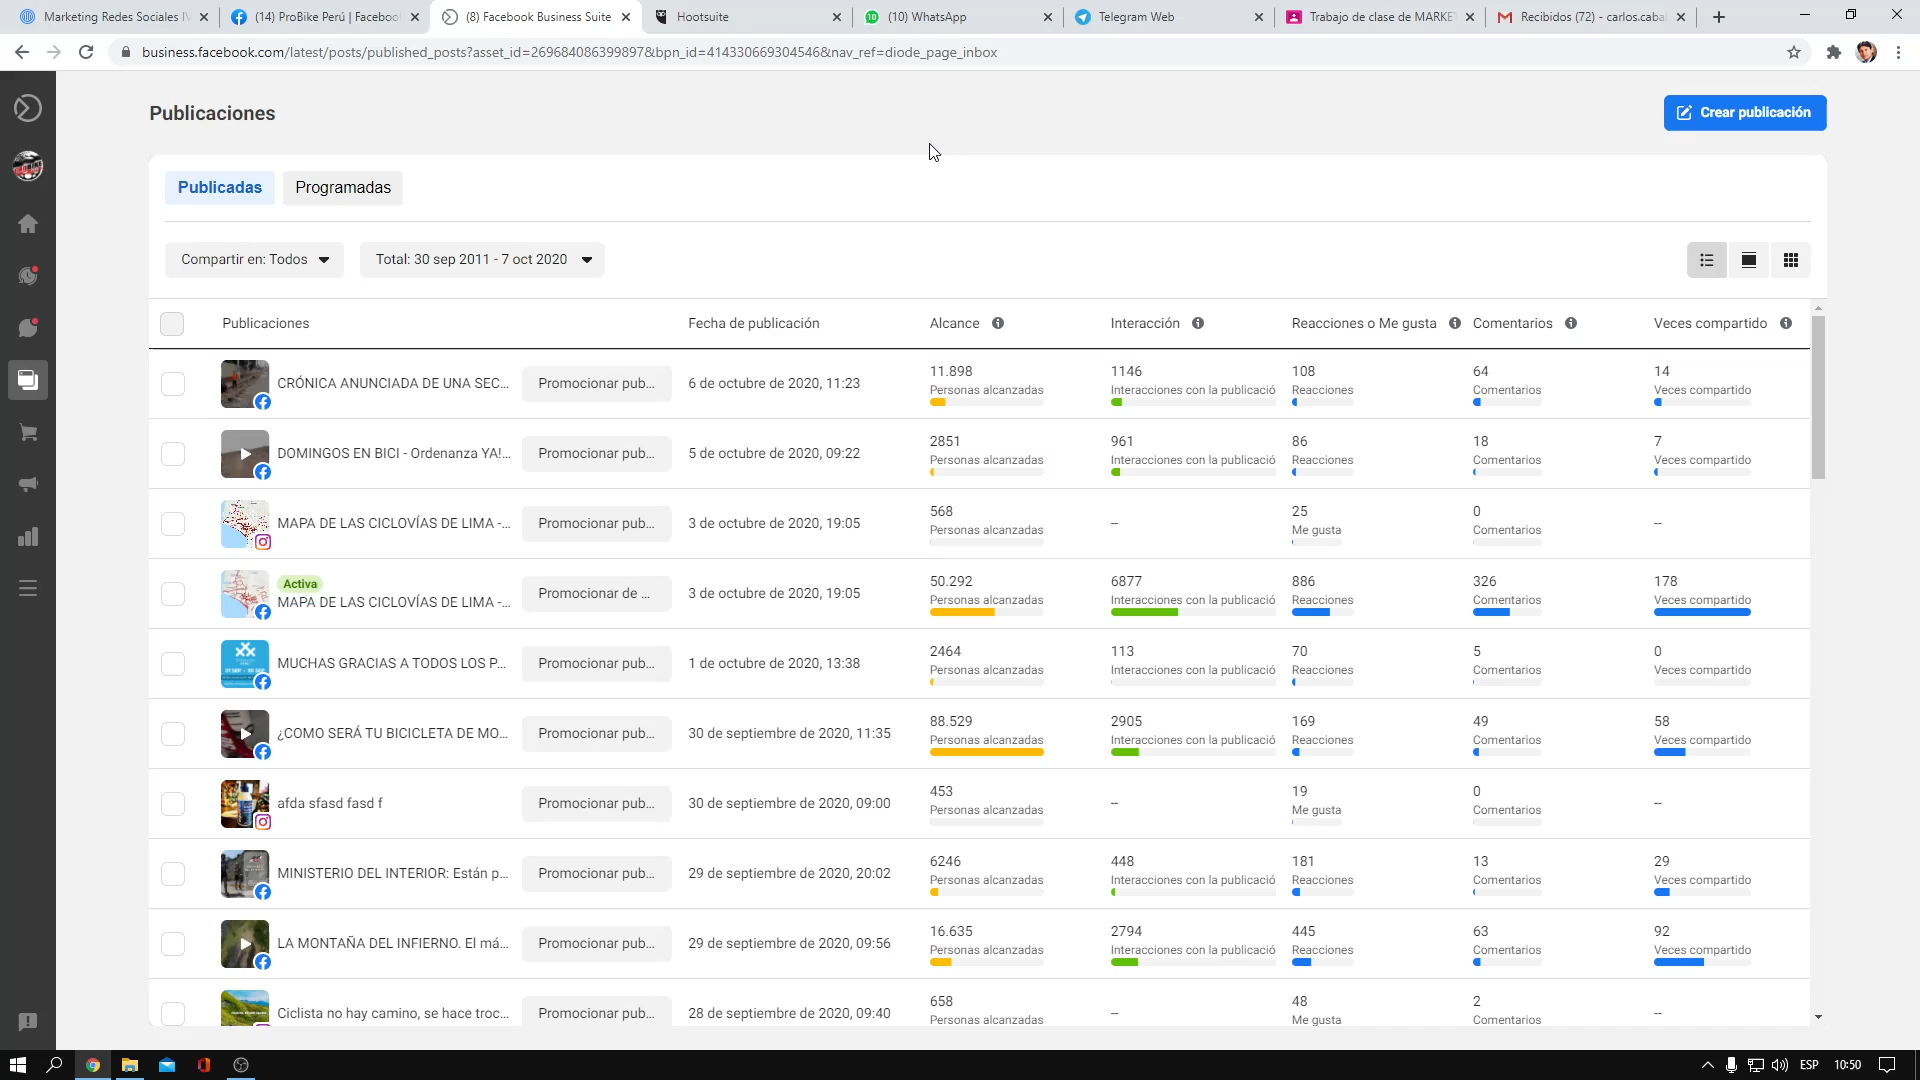 Marketing Redes Sociales IV
(14) ProBike Perú | Facebook
(8) Facebook Business Suite
Hootsuite
(10) WhatsApp
Telegram Web
Trabajo de clase de MARKE
Recibidos (72) - carlos.caba
business.facebook.com/latest/posts/published_posts?asset_id=269684086399897&bpn_id=414330669304546&nav_ref=diode_page_inbox
Publicaciones
Crear publicación
Publicadas
Programadas
Compartir en: Todos
Total: 30 sep 2011 - 7 oct 2020
Publicaciones Fecha de publicación Alcance Interacción Reacciones o Me gusta Comentarios Veces compartido
CRÓNICA ANUNCIADA DE UNA SEC... Promocionar pub... 6 de octubre de 2020, 11:23 11.898 1146 108 64 14
Personas alcanzadas Interacciones con la publicació Reacciones Comentarios Veces compartido
DOMINGOS EN BICI - Ordenanza YA!... Promocionar pub... 5 de octubre de 2020, 09:22 2851 961 86 18 7
Personas alcanzadas Interacciones con la publicació Reacciones Comentarios Veces compartido
MAPA DE LAS CICLOVÍAS DE LIMA -... Promocionar pub... 3 de octubre de 2020, 19:05 568 -- 25 0 --
Personas alcanzadas Me gusta Comentarios
Activa
MAPA DE LAS CICLOVÍAS DE LIMA -... Promocionar de ... 3 de octubre de 2020, 19:05 50.292 6877 886 326 178
Personas alcanzadas Interacciones con la publicació Reacciones Comentarios Veces compartido
MUCHAS GRACIAS A TODOS LOS P... Promocionar pub... 1 de octubre de 2020, 13:38 2464 113 70 5 0
Personas alcanzadas Interacciones con la publicació Reacciones Comentarios Veces compartido
¿COMO SERÁ TU BICICLETA DE MO... Promocionar pub... 30 de septiembre de 2020, 11:35 88.529 2905 169 49 58
Personas alcanzadas Interacciones con la publicació Reacciones Comentarios Veces compartido
afda sfasd fasd f Promocionar pub... 30 de septiembre de 2020, 09:00 453 -- 19 0 --
Personas alcanzadas Me gusta Comentarios
MINISTERIO DEL INTERIOR: Están p... Promocionar pub... 29 de septiembre de 2020, 20:02 6246 448 181 13 29
Personas alcanzadas Interacciones con la publicació Reacciones Comentarios Veces compartido
LA MONTAÑA DEL INFIERNO. El má... Promocionar pub... 29 de septiembre de 2020, 09:56 16.635 2794 445 63 92
Personas alcanzadas Interacciones con la publicació Reacciones Comentarios Veces compartido
Ciclista no hay camino, se hace troc... Promocionar pub... 28 de septiembre de 2020, 09:40 658 -- 48 2 --
Personas alcanzadas Me gusta Comentarios
ESP 10:50